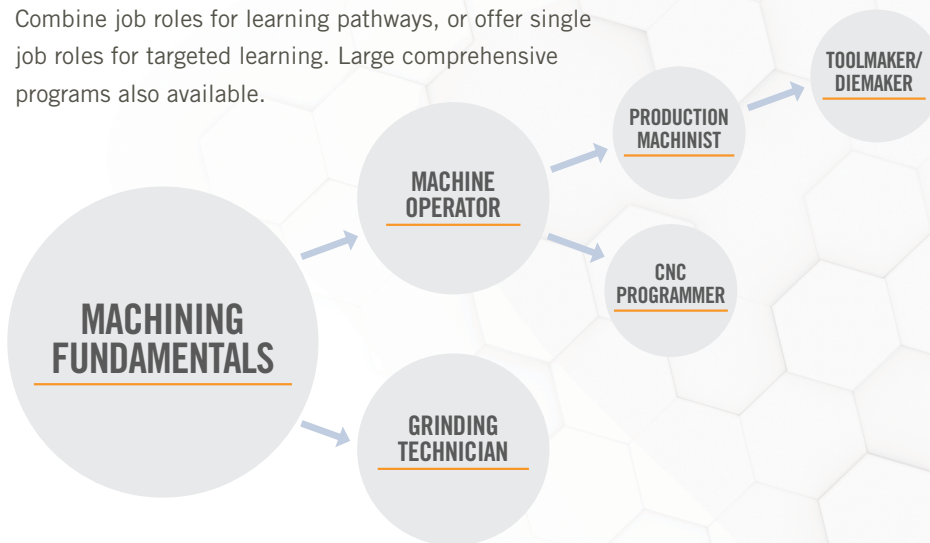 Combine job roles for learning pathways, or offer single
job roles for targeted learning. Large comprehensive
programs also available.
TOOLMAKER/
DIEMAKER
PRODUCTION
MACHINIST
MACHINE
OPERATOR
CNC
PROGRAMMER
MACHINING
FUNDAMENTALS
GRINDING
TECHNICIAN